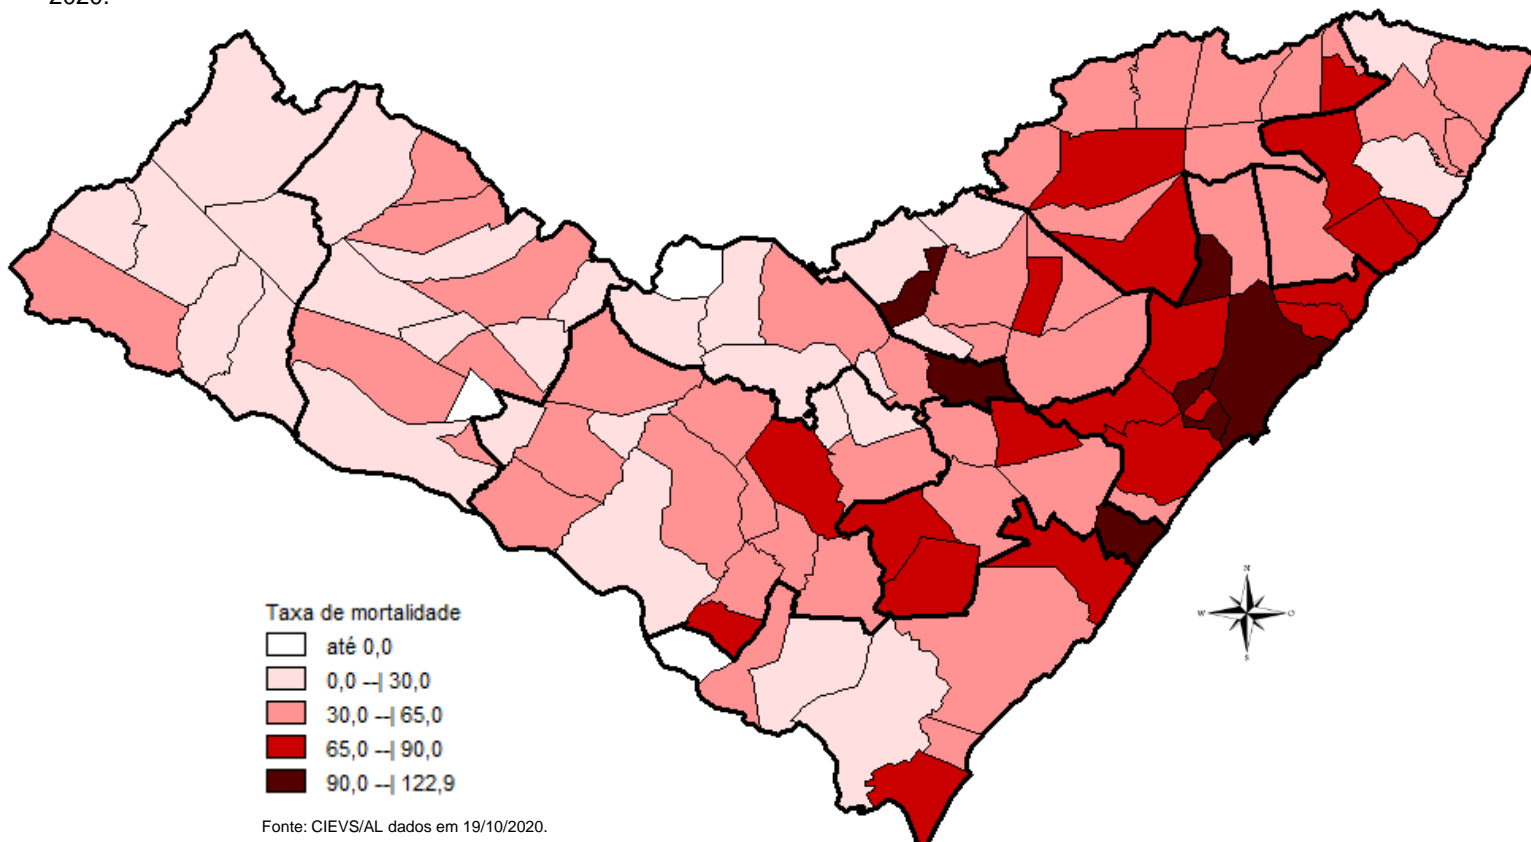 2020.
Taxa de mortalidade
até 0,0
0,0 --| 30,0
30,0 --| 65,0
65,0 --| 90,0
90,0 --| 122,9
N
W
O
S
Fonte: CIEVS/AL dados em 19/10/2020.